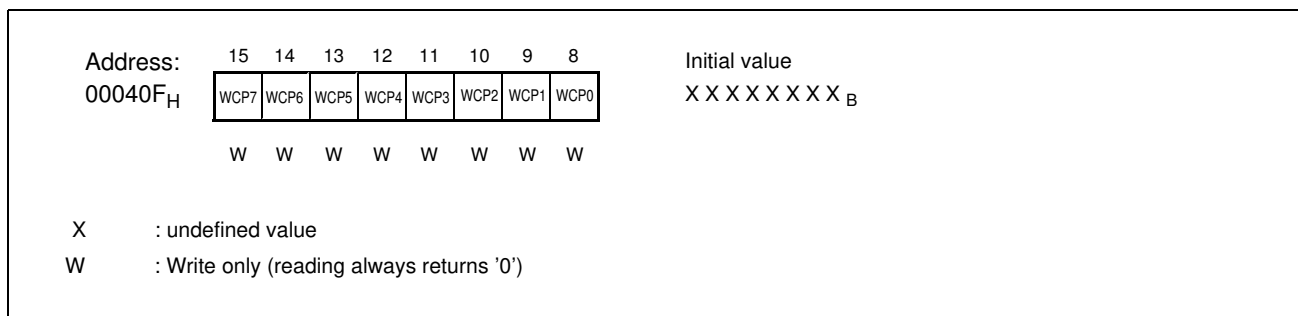 Address: 15 14 13 12 11 10 9 8 Initial value
00040FH WCP7 WCP6 WCP5 WCP4 WCP3 WCP2 WCP1 WCP0 X X X X X X X X B
W W W W W W W W
X : undefined value
W : Write only (reading always returns ’0’)